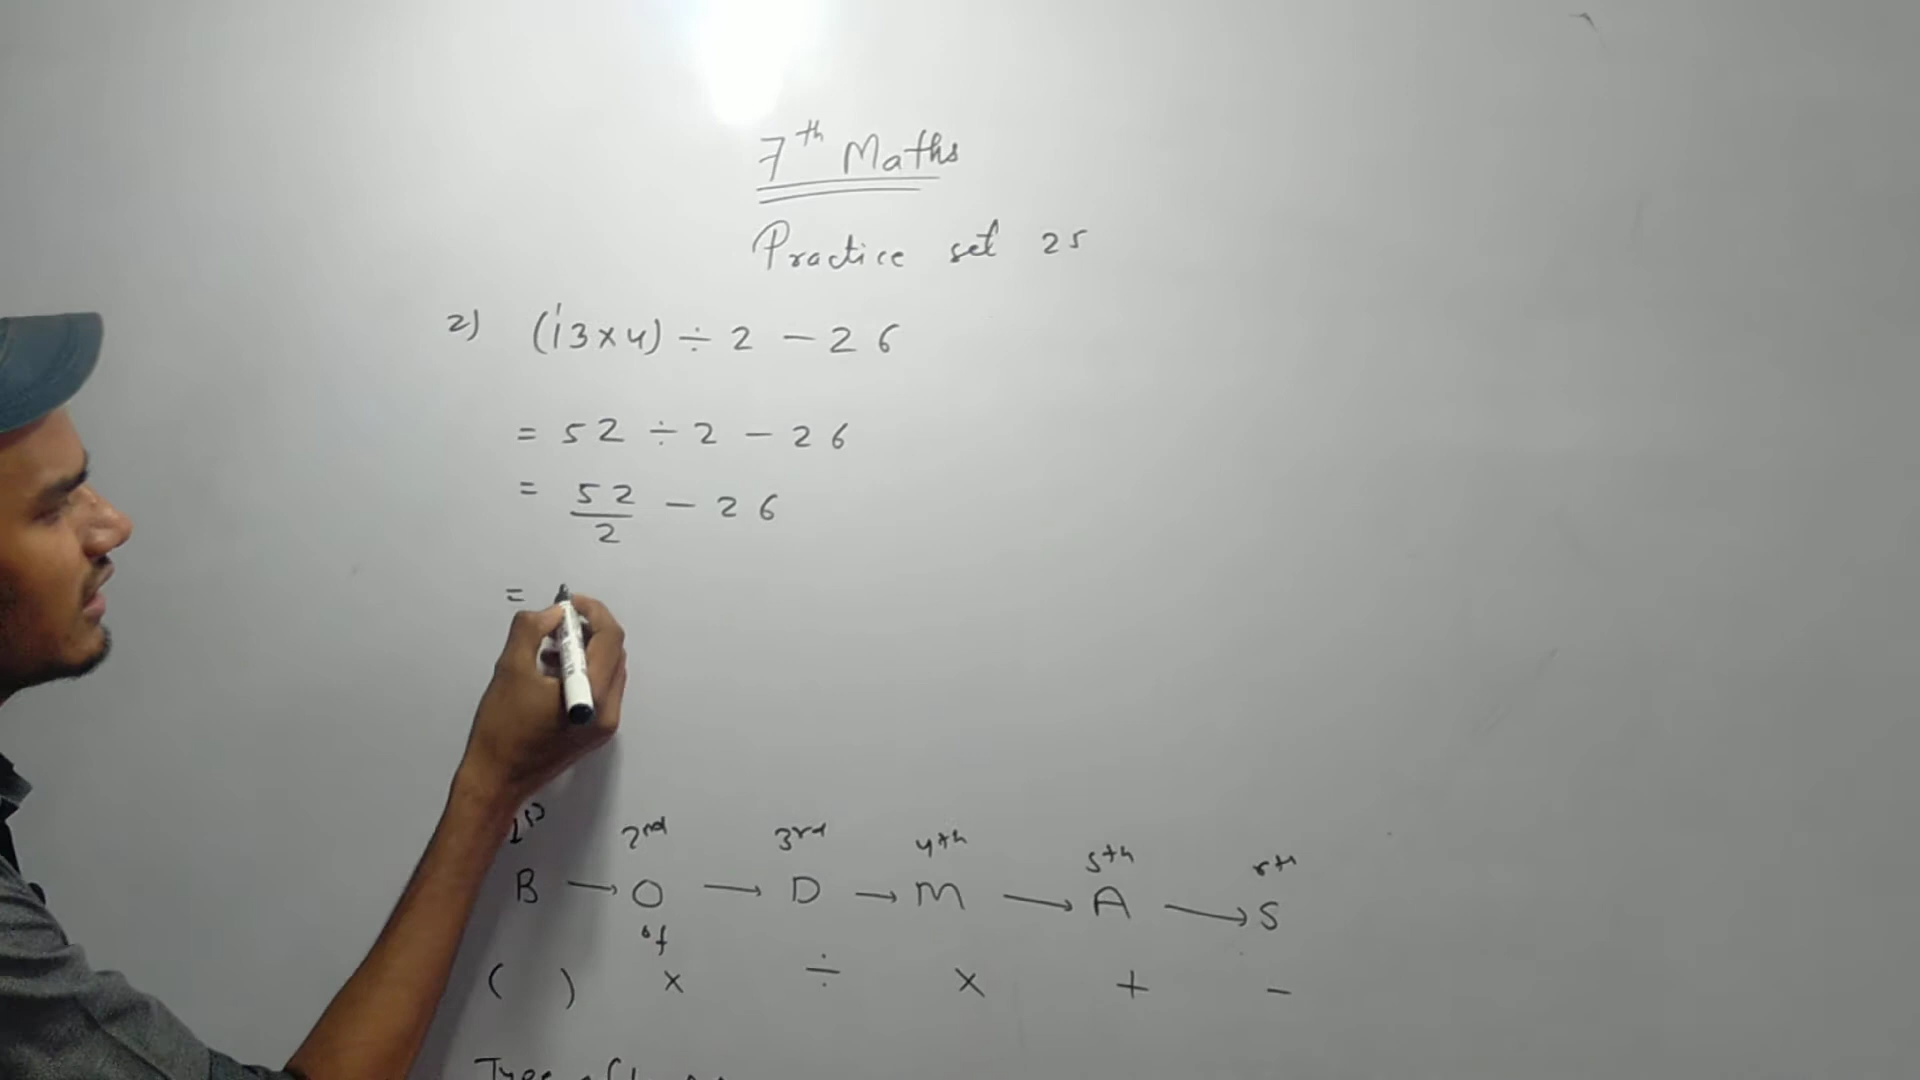 7th Maths
Practice set 25
2) (13×4) ÷ 2 - 26
= 52 ÷ 2 - 26
= 52/2 - 26
=
1st 2nd 3rd 4th 5th
B → O → D → M → A → S
of
( ) × ÷ × + -